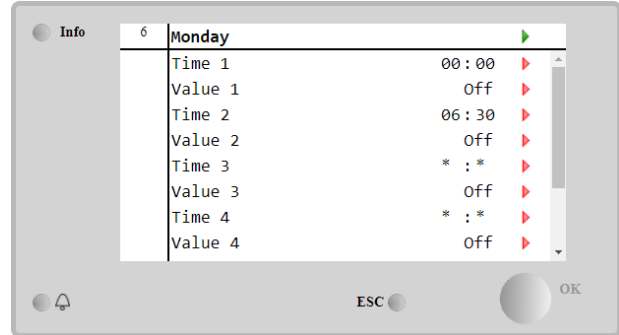 Info
6 Monday
Time 1 00:00
Value 1 Off
Time 2 06:30
Value 2 Off
Time 3 * : *
Value 3 Off
Time 4 * : *
Value 4 Off
ESC
OK